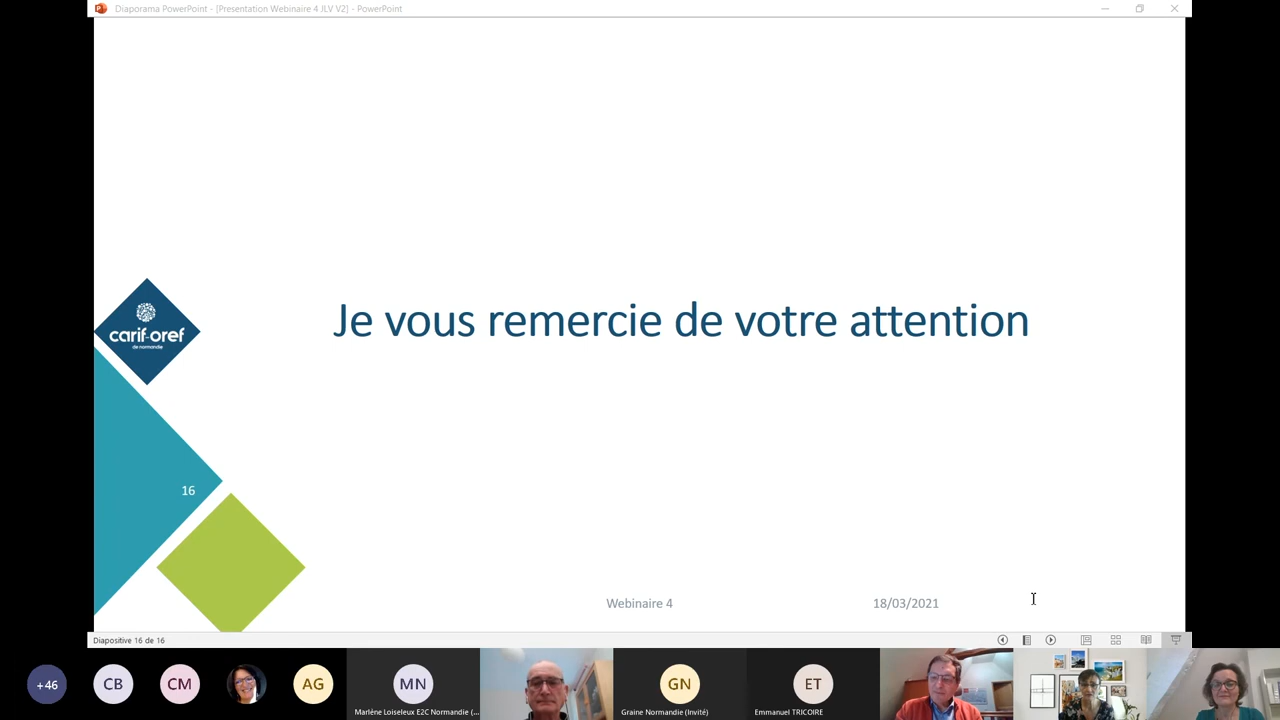 Diaporama PowerPoint - [Presentation Webinaire 4 JLV V2] - PowerPoint
carif-oref
de normandie
Je vous remercie de votre attention
16
Webinaire 4
18/03/2021
Diapositive 16 de 16
+46
CB
CM
AG
MN
GN
ET
Marlène Loiseleux E2C Normandie (...
Graine Normandie (Invité)
Emmanuel TRICOIRE